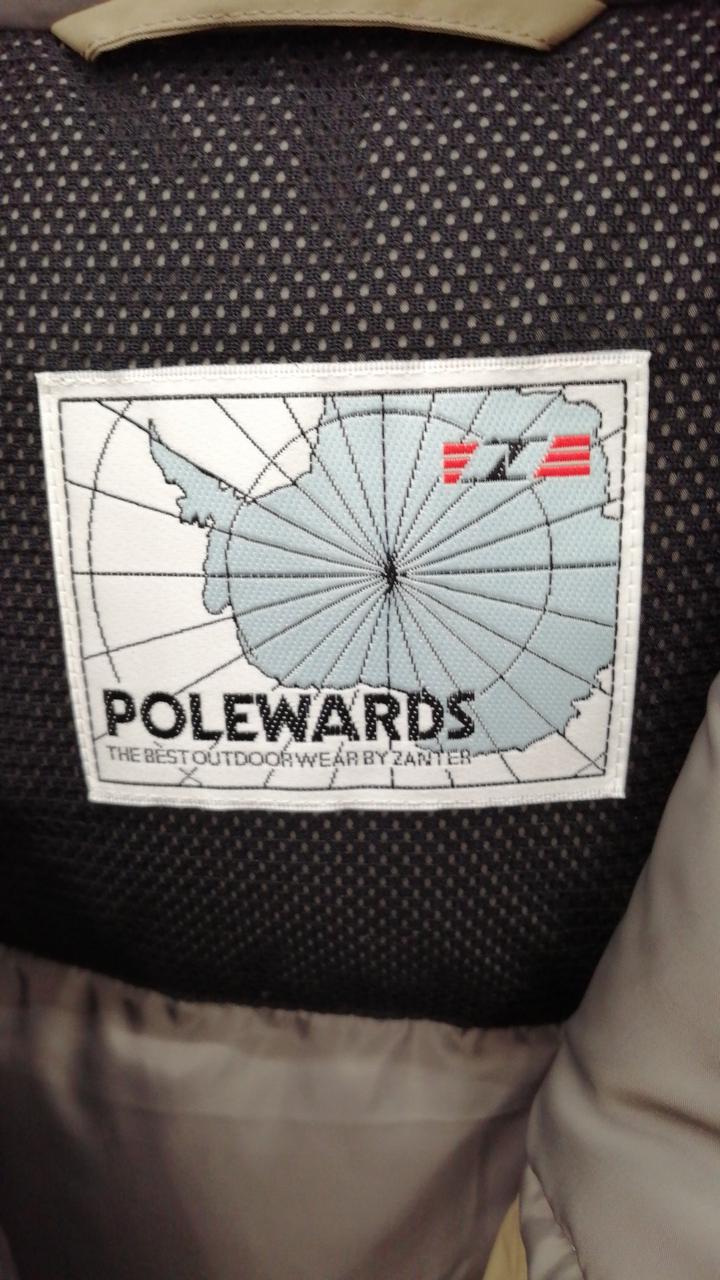 Z
POLEWARDS
THE BEST OUTDOOR WEAR BY ZANTER